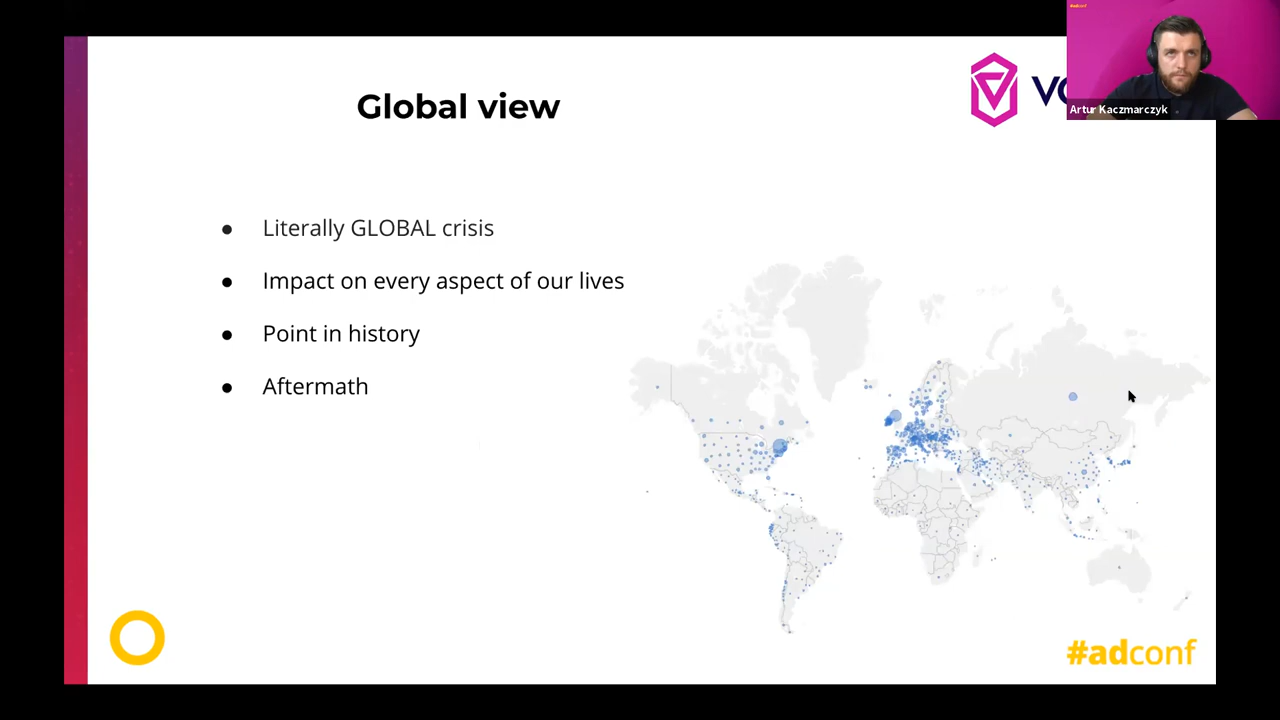 #adconf
Global view
Artur Kaczmarczyk
Literally GLOBAL crisis
Impact on every aspect of our lives
Point in history
Aftermath
#adconf